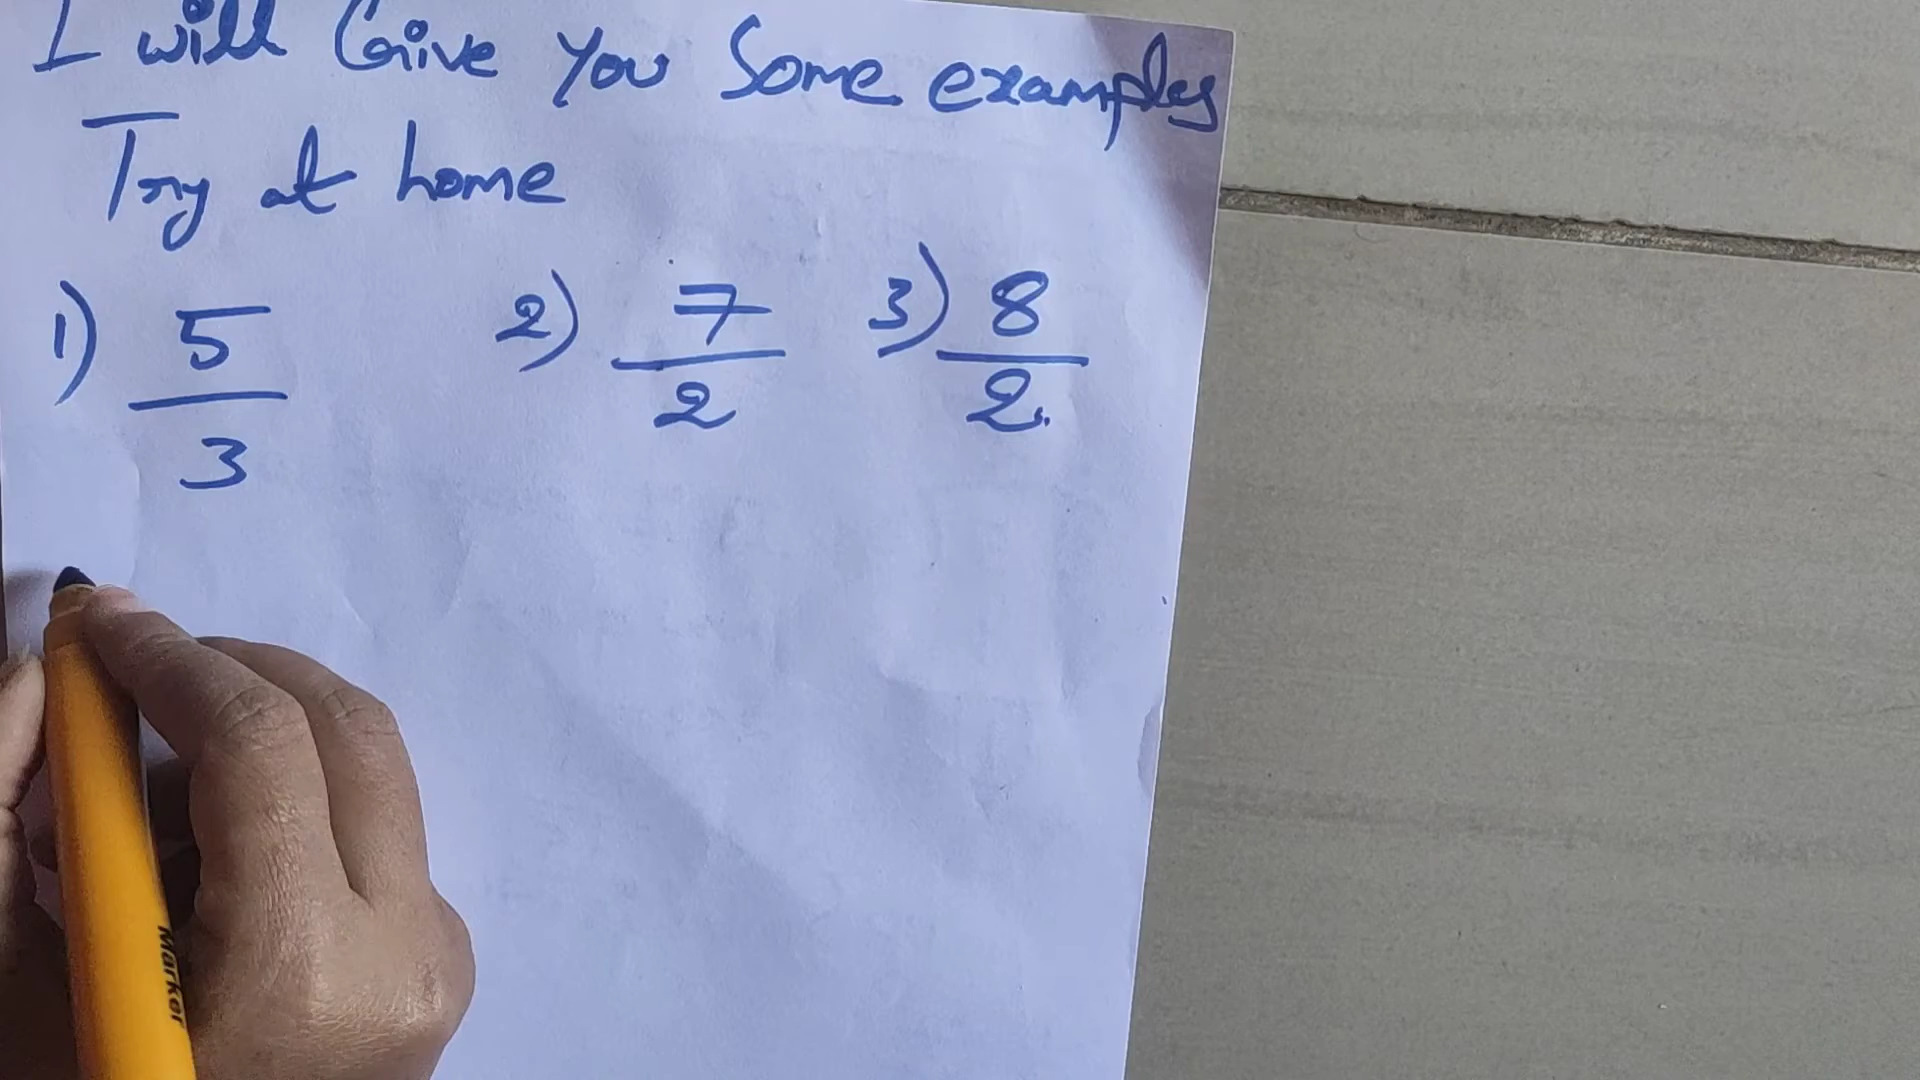 I will Give You Some examples
Try at home
1) 5/3 2) 7/2 3) 8/2
Marker